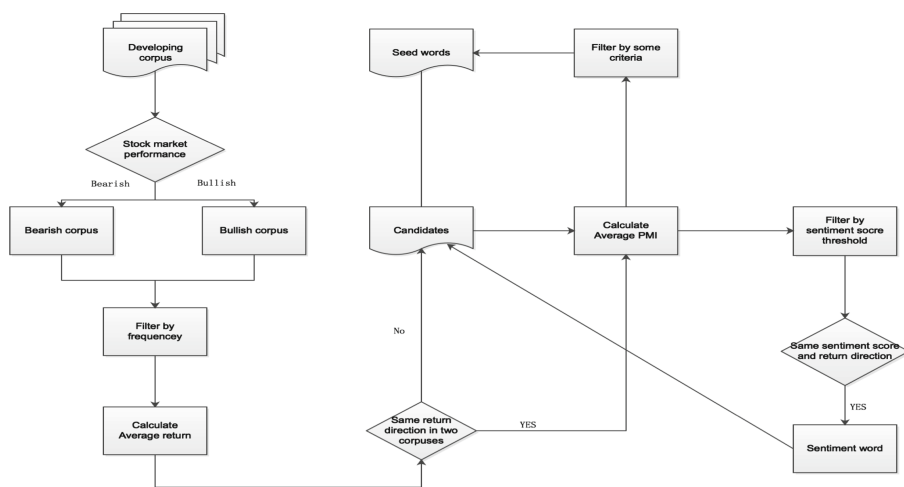 Developing
corpus
Stock market
performance
Bearish
Bullish
Bearish corpus
Bullish corpus
Filter by
frequencey
Calculate
Average return
Same return
direction in two
corpuses
No
YES
Seed words
Filter by some
criteria
Candidates
Calculate
Average PMI
Filter by
sentiment socre
threshold
Same sentiment score
and return direction
YES
Sentiment word